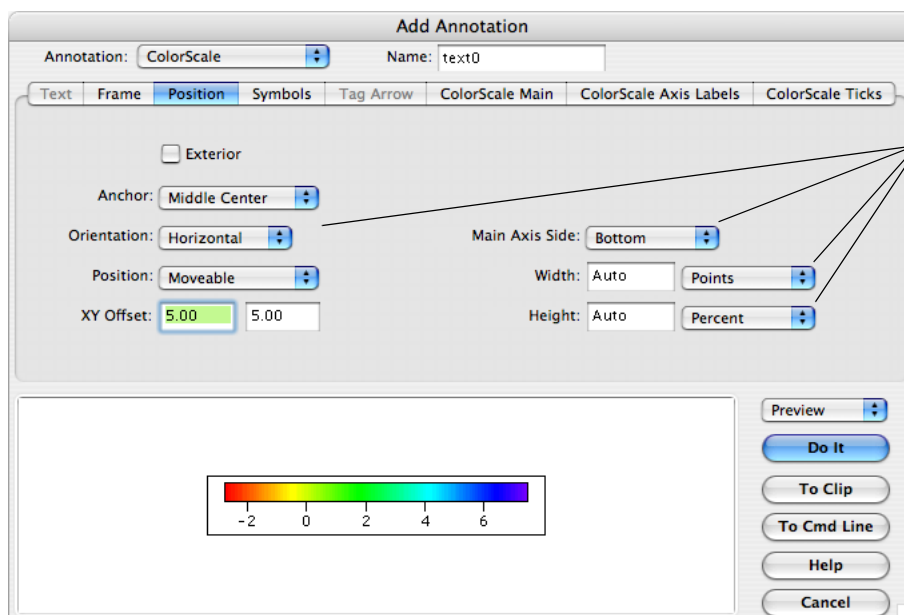 Add Annotation
Annotation: ColorScale Name: text0
Text Frame Position Symbols Tag Arrow ColorScale Main ColorScale Axis Labels ColorScale Ticks
Exterior
Anchor: Middle Center
Orientation: Horizontal Main Axis Side: Bottom
Position: Moveable Width: Auto Points
XY Offset: 5.00 5.00 Height: Auto Percent
Preview
Do It
To Clip
To Cmd Line
Help
Cancel
-2 0 2 4 6